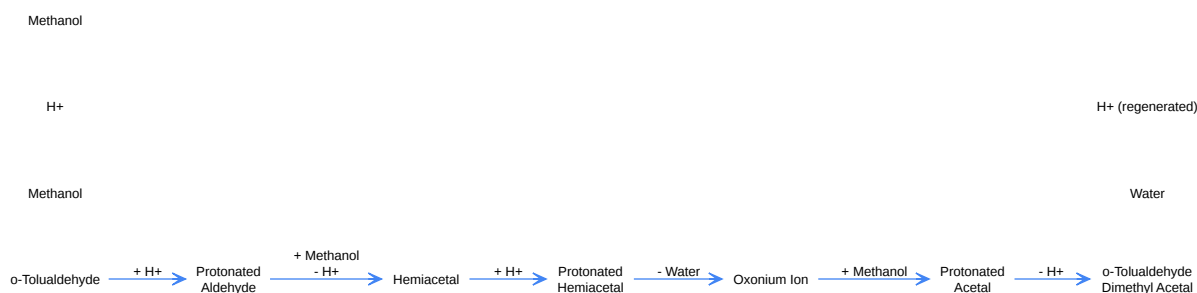 Methanol
H+
H+ (regenerated)
Methanol
Water
+ Methanol
- H+
o-Tolualdehyde
+ H+
Protonated
Aldehyde
Hemiacetal
+ H+
Protonated
Hemiacetal
- Water
Oxonium Ion
+ Methanol
Protonated
Acetal
- H+
o-Tolualdehyde
Dimethyl Acetal